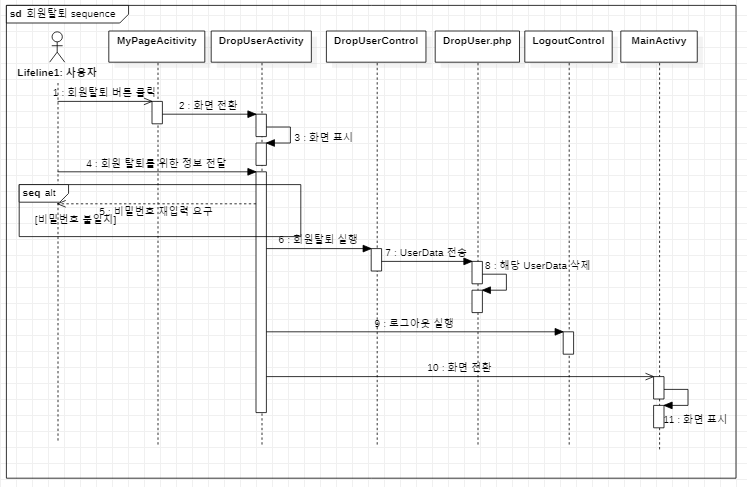 sd 회원탈퇴 sequence
MyPageAcitivity
DropUserActivity
DropUserControl
DropUser.php
LogoutControl
MainActivy
Lifeline1: 사용자
1 : 회원탈퇴 버튼 클릭
2 : 화면 전환
3 : 화면 표시
4 : 회원 탈퇴를 위한 정보 전달
seq alt
5 : 비밀번호 재입력 요구
[비밀번호 불일치]
6 : 회원탈퇴 실행
7 : UserData 전송
8 : 해당 UserData 삭제
9 : 로그아웃 실행
10 : 화면 전환
11 : 화면 표시